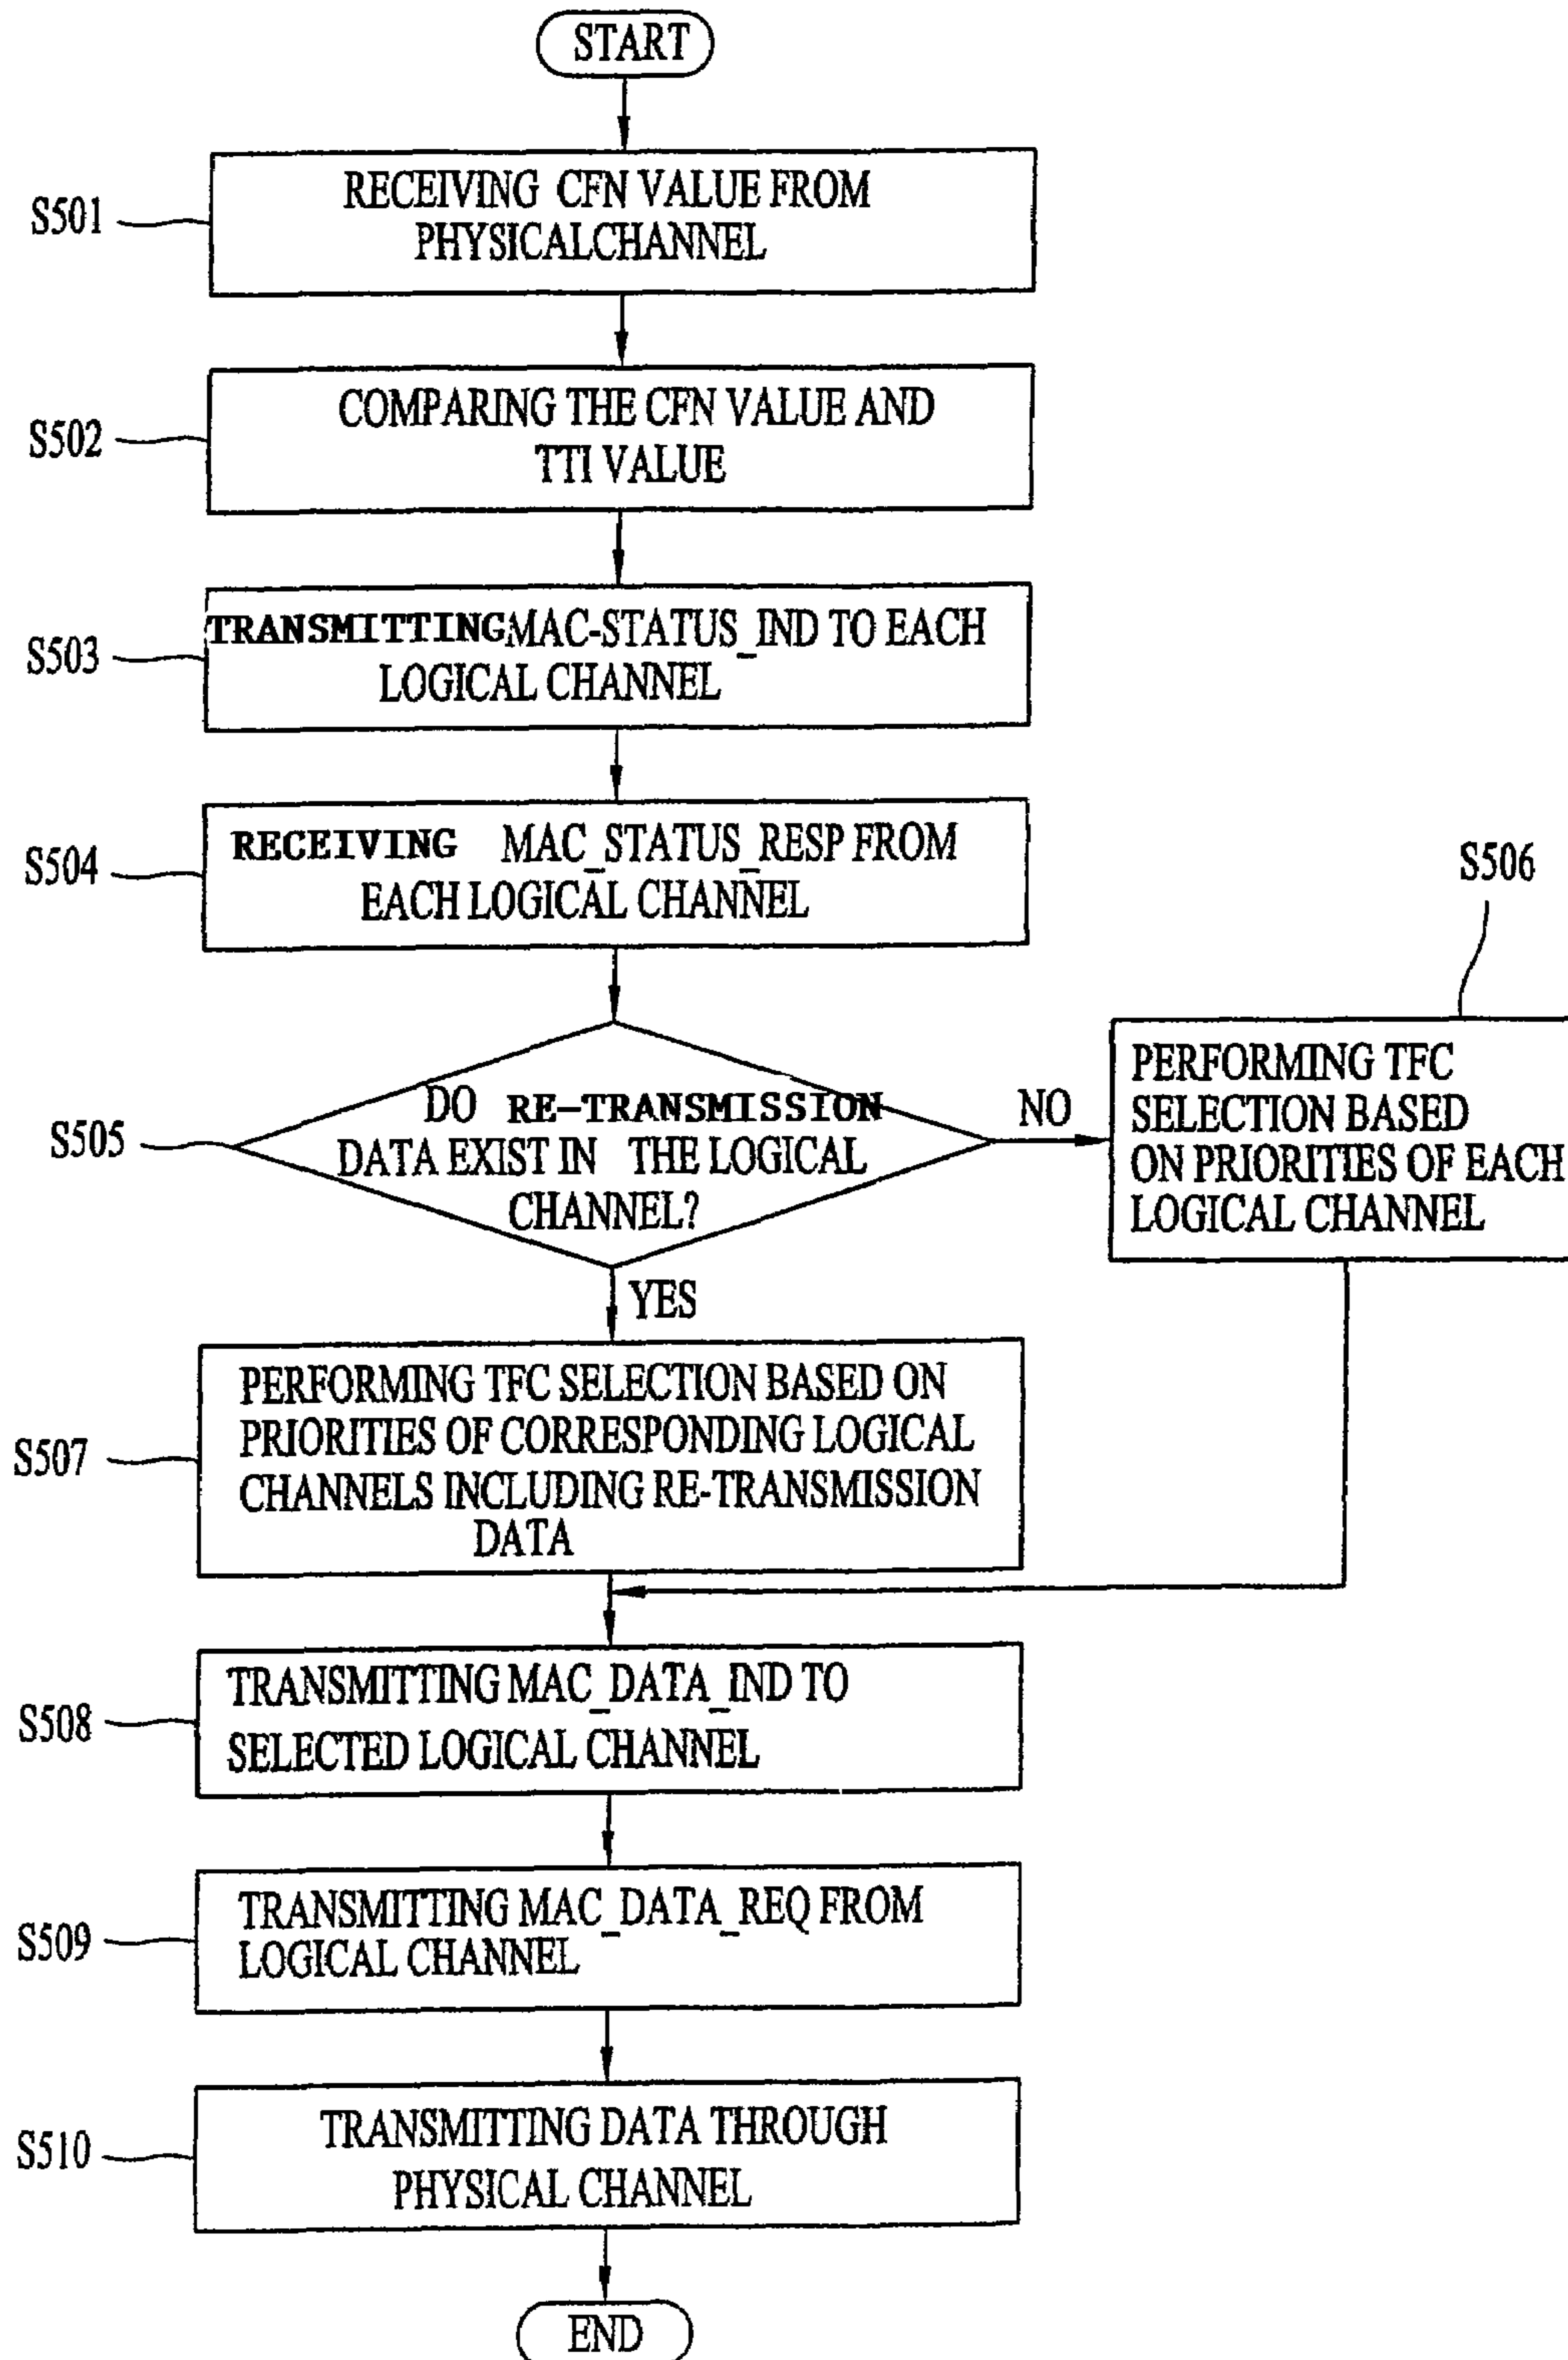 START
S501
RECEIVING CFN VALUE FROM
PHYSICALCHANNEL
S502
COMPARING THE CFN VALUE AND
TTI VALUE
S503
TRANSMITTING MAC-STATUS_IND TO EACH
LOGICAL CHANNEL
S504
RECEIVING MAC_STATUS_RESP FROM
EACH LOGICAL CHANNEL
S505
DO RE-TRANSMISSION
DATA EXIST IN THE LOGICAL
CHANNEL?
NO
S506
PERFORMING TFC
SELECTION BASED
ON PRIORITIES OF EACH
LOGICAL CHANNEL
YES
S507
PERFORMING TFC SELECTION BASED ON
PRIORITIES OF CORRESPONDING LOGICAL
CHANNELS INCLUDING RE-TRANSMISSION
DATA
S508
TRANSMITTING MAC_DATA_IND TO
SELECTED LOGICAL CHANNEL
S509
TRANSMITTING MAC_DATA_REQ FROM
LOGICAL CHANNEL
S510
TRANSMITTING DATA THROUGH
PHYSICAL CHANNEL
END